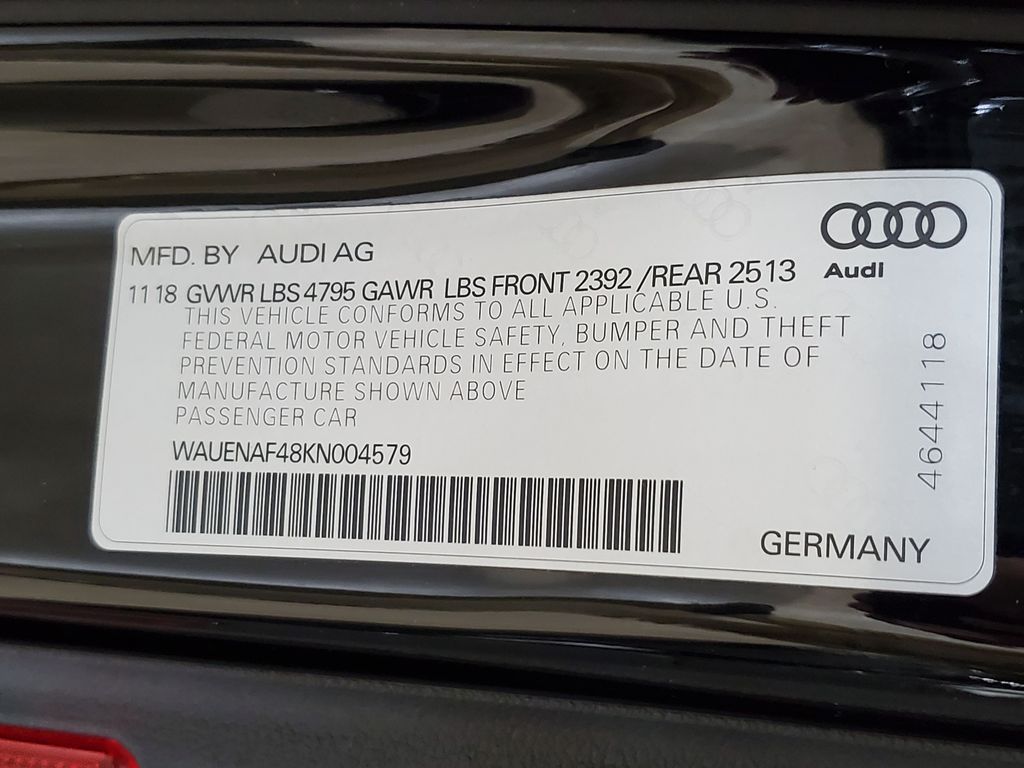 MFD. BY AUDI AG
Audi
11 18 GVWR LBS 4795 GAWR LBS FRONT 2392 /REAR 2513
THIS VEHICLE CONFORMS TO ALL APPLICABLE U.S.
FEDERAL MOTOR VEHICLE SAFETY, BUMPER AND THEFT
PREVENTION STANDARDS IN EFFECT ON THE DATE OF
MANUFACTURE SHOWN ABOVE
PASSENGER CAR
WAUENAF48KN004579
4644118
GERMANY